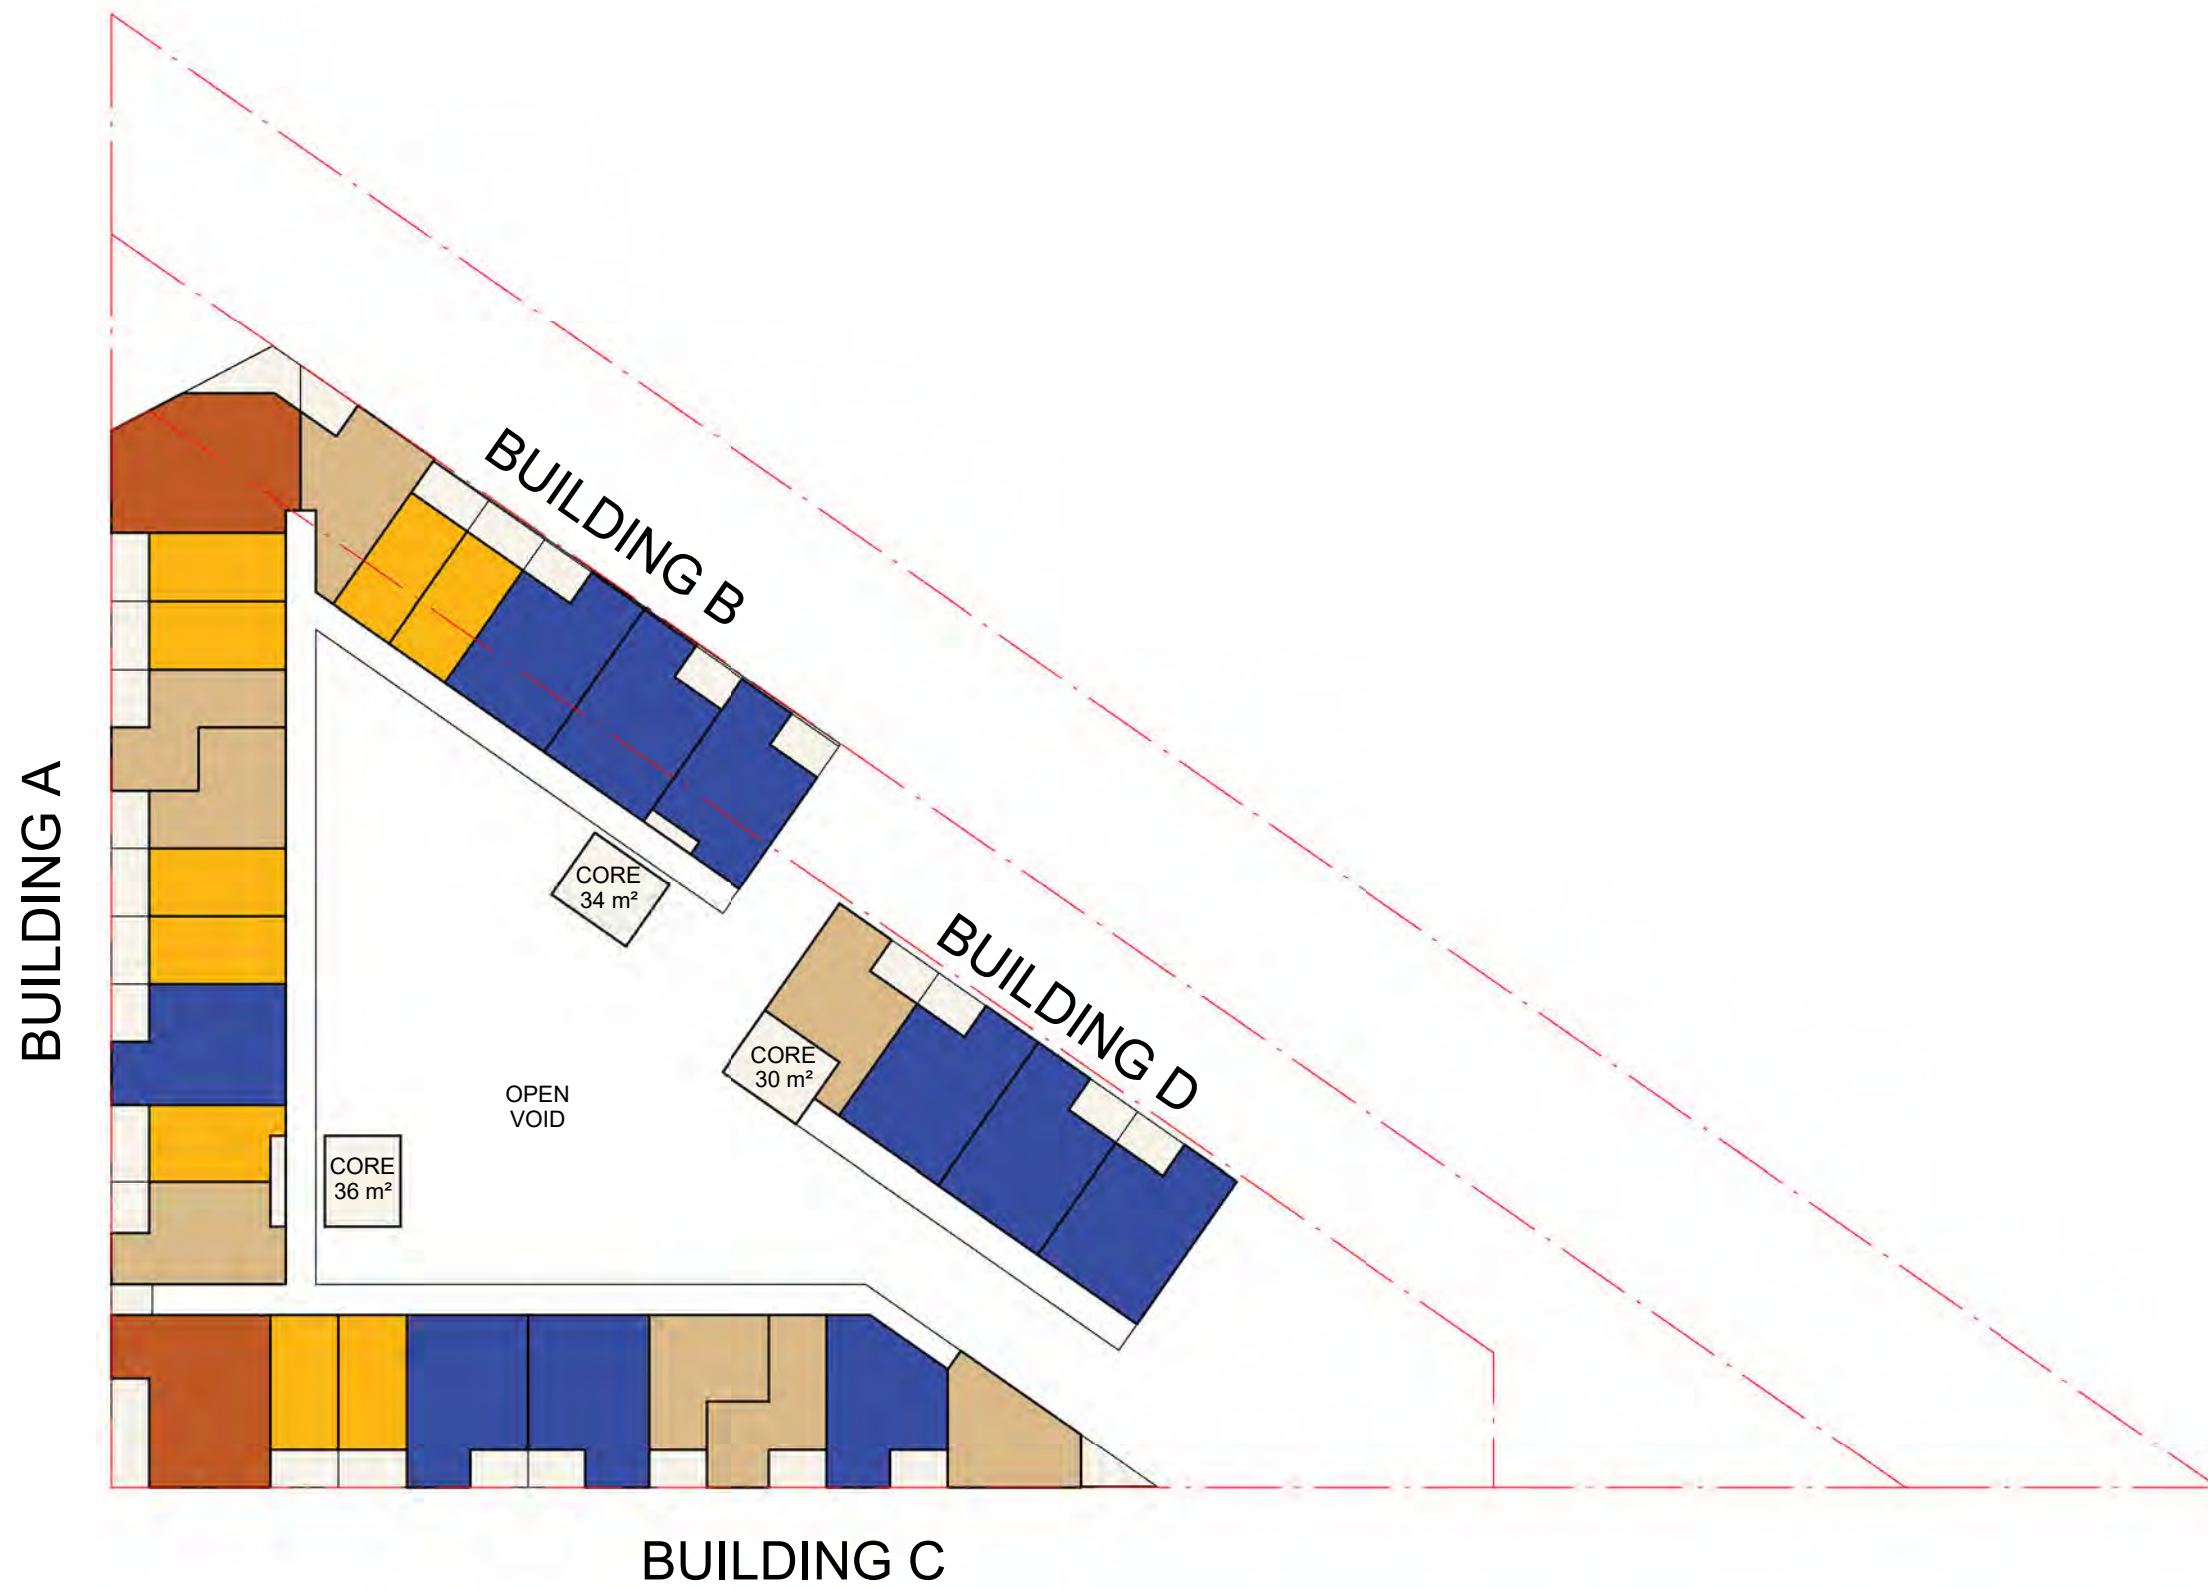 BUILDING B
BUILDING A
CORE
34 m²
BUILDING D
CORE
30 m²
OPEN
VOID
CORE
36 m²
BUILDING C